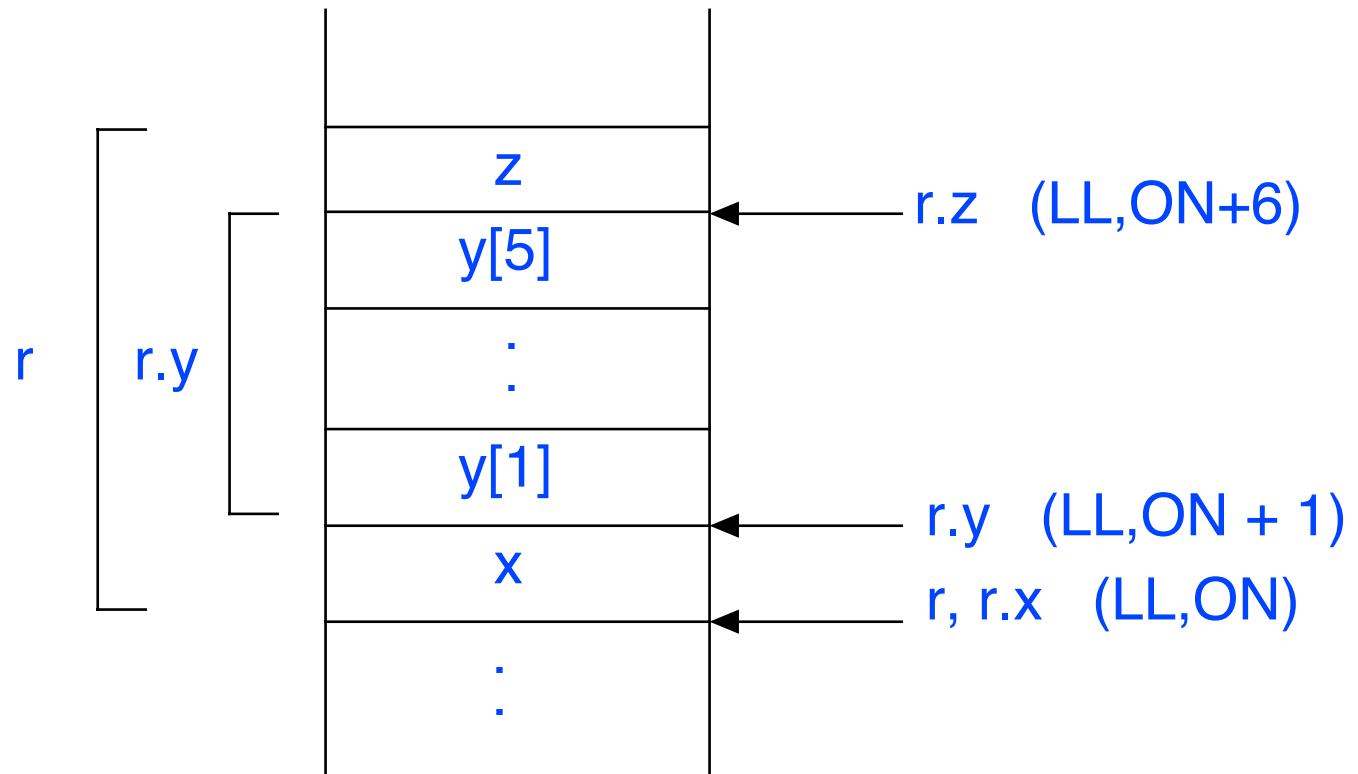 z
r.z (LL,ON+6)
y[5]
r
r.y
.
.
y[1]
r.y (LL,ON + 1)
x
r, r.x (LL,ON)
.
.